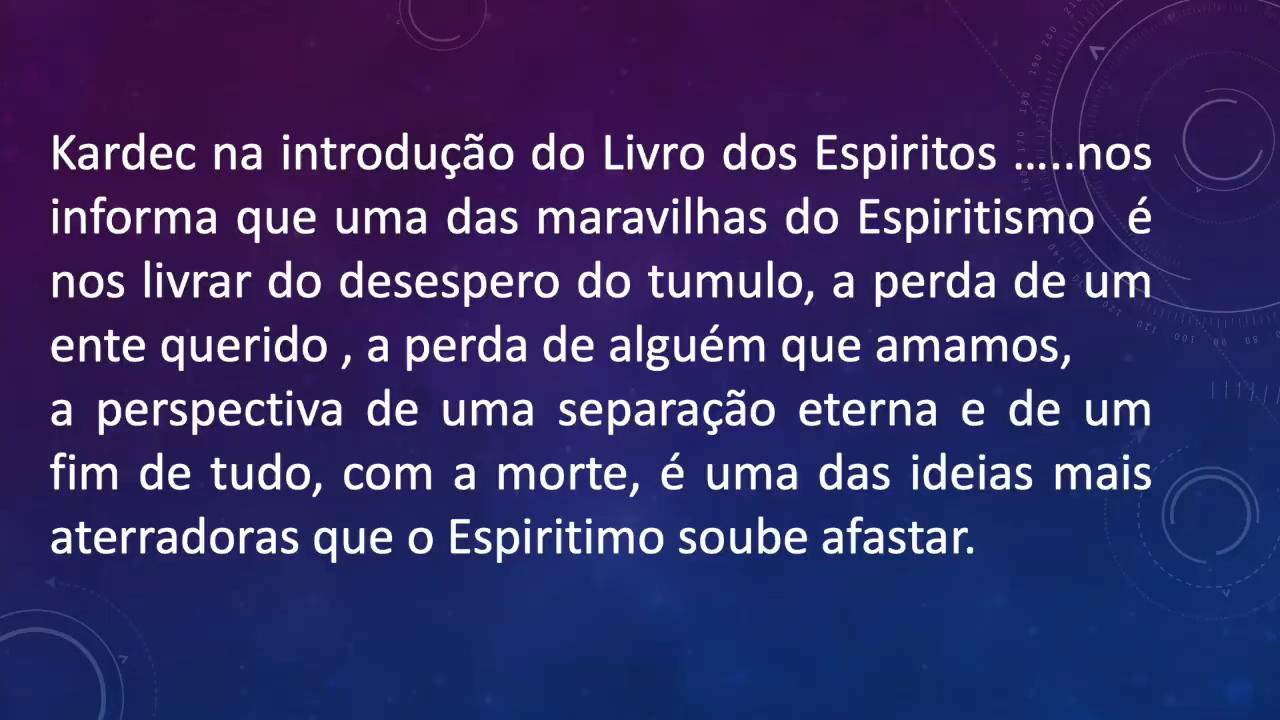 Kardec na introdução do Livro dos Espiritos …..nos
informa que uma das maravilhas do Espiritismo é
nos livrar do desespero do tumulo, a perda de um
ente querido , a perda de alguém que amamos,
a perspectiva de uma separação eterna e de um
fim de tudo, com a morte, é uma das ideias mais
aterradoras que o Espiritimo soube afastar.